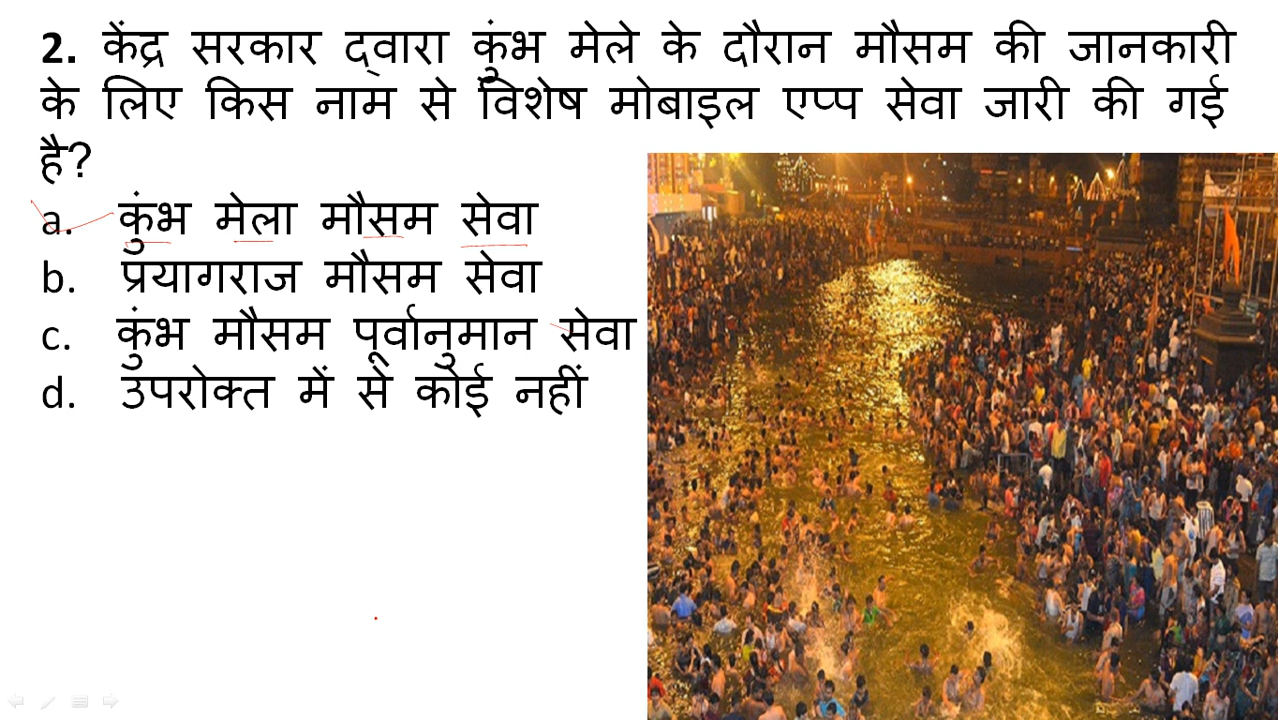 2. केंद्र सरकार द्वारा कुंभ मेले के दौरान मौसम की जानकारी
के लिए किस नाम से विशेष मोबाइल एप्प सेवा जारी की गई
है?
a. कुंभ मेला मौसम सेवा
b. प्रयागराज मौसम सेवा
c. कुंभ मौसम पूर्वानुमान सेवा
d. उपरोक्त में से कोई नहीं